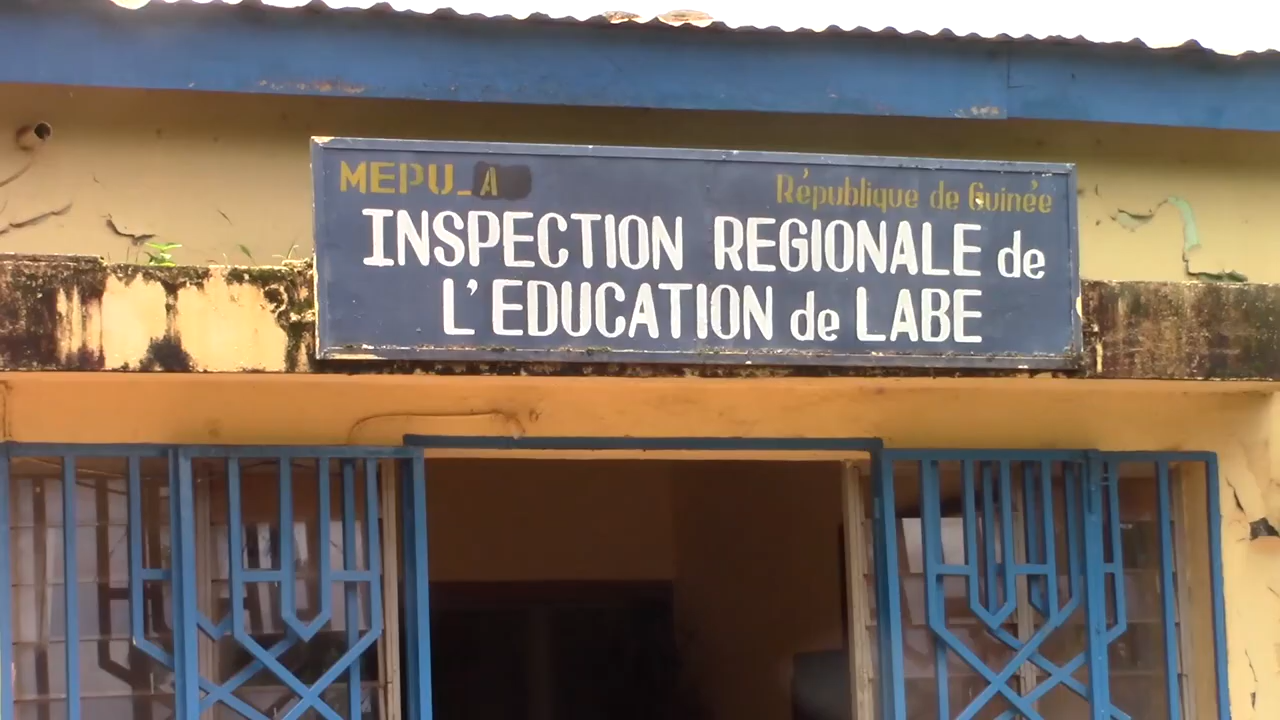 MEPU_A
République de Guinée
INSPECTION REGIONALE de
L'EDUCATION de LABE